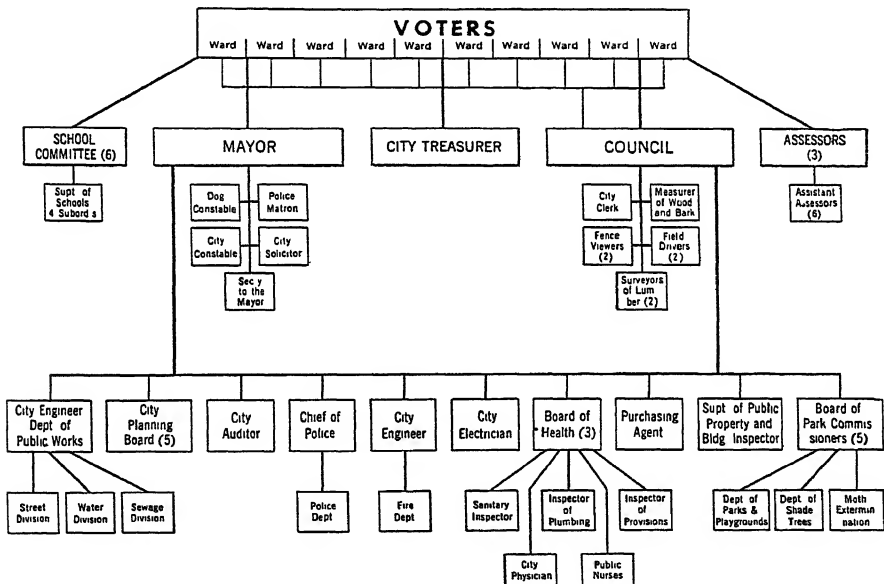 VOTERS
Ward Ward Ward Ward Ward Ward Ward Ward Ward Ward
SCHOOL
COMMITTEE (6)
MAYOR
CITY TREASURER
COUNCIL
ASSESSORS
(3)
Supt of
Schools
4 Subord s
Dog
Constable
Police
Matron
City
Constable
City
Solicitor
Sec y
to the
Mayor
City
Clerk
Measurer
of Wood
and Bark
Fence
Viewers
(2)
Field
Drivers
(2)
Surveyors
of Lum
ber (2)
Assistant
Assessors
(6)
City Engineer
Dept of
Public Works
City
Planning
Board (5)
City
Auditor
Chief of
Police
City
Engineer
City
Electrician
Board of
Health (3)
Purchasing
Agent
Supt of Public
Property and
Bldg Inspector
Board of
Park Commis
sioners (5)
Street
Division
Water
Division
Sewage
Division
Police
Dept
Fire
Dept
Sanitary
Inspector
Inspector
of
Plumbing
Inspector
of
Provisions
Dept of
Parks &
Playgrounds
Dept of
Shade
Trees
Moth
Extermi
nation
City
Physician
Public
Nurses